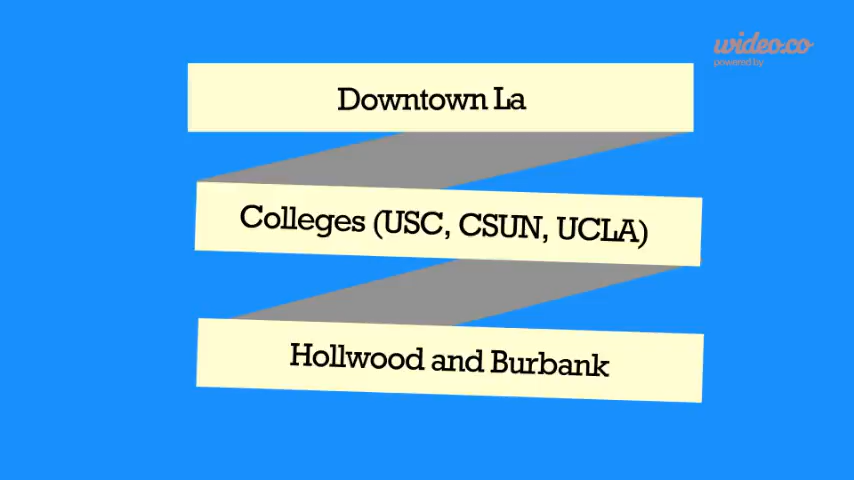 wideo.co
powered by
Downtown La
Colleges (USC, CSUN, UCLA)
Hollwood and Burbank